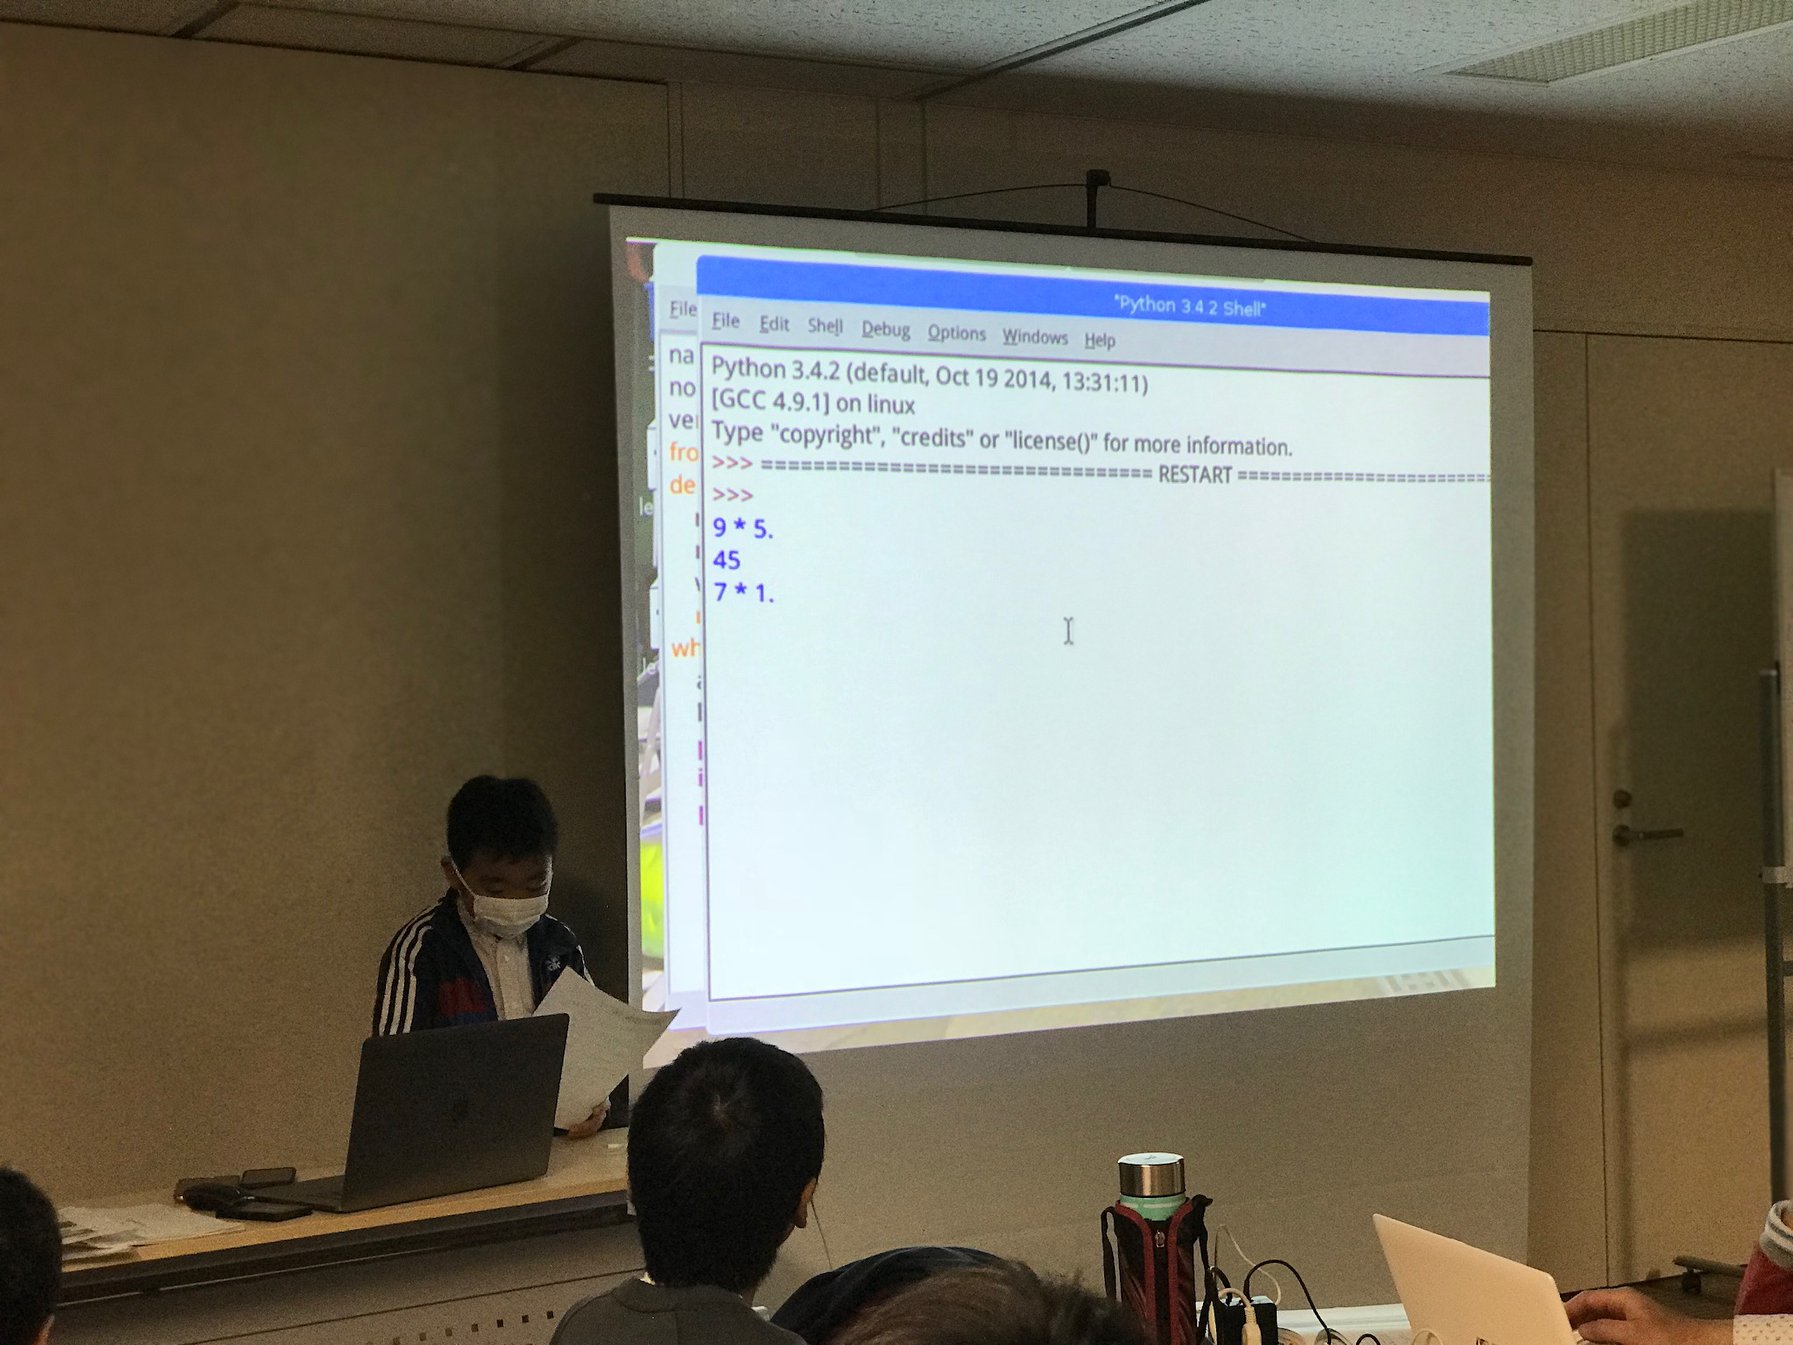 "Python 3.4.2 Shell"
File
File Edit Shell Debug Options Windows Help
na
no
fro
de
wh
Python 3.4.2 (default, Oct 19 2014, 13:31:11)
[GCC 4.9.1] on linux
Type "copyright", "credits" or "license()" for more information.
>>> ================================ RESTART ========================
>>>
9 * 5.
45
7 * 1.